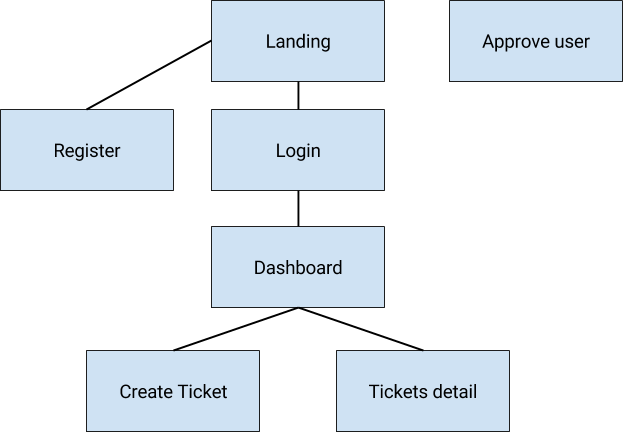 Landing
Approve user
Register
Login
Dashboard
Create Ticket
Tickets detail